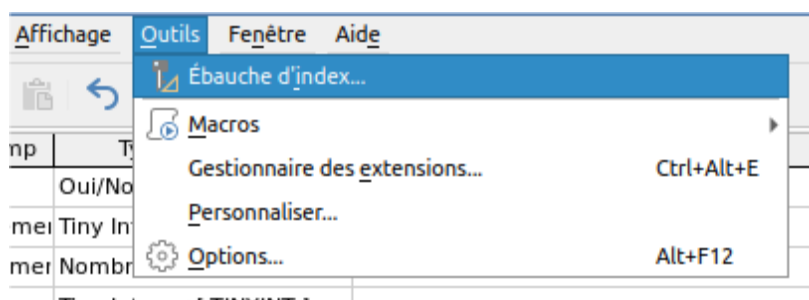 Affichage Outils Fenêtre Aide
Ébauche d'index...
Macros
Gestionnaire des extensions... Ctrl+Alt+E
Personnaliser...
Options... Alt+F12
Oui/No
Tiny In
Nombr